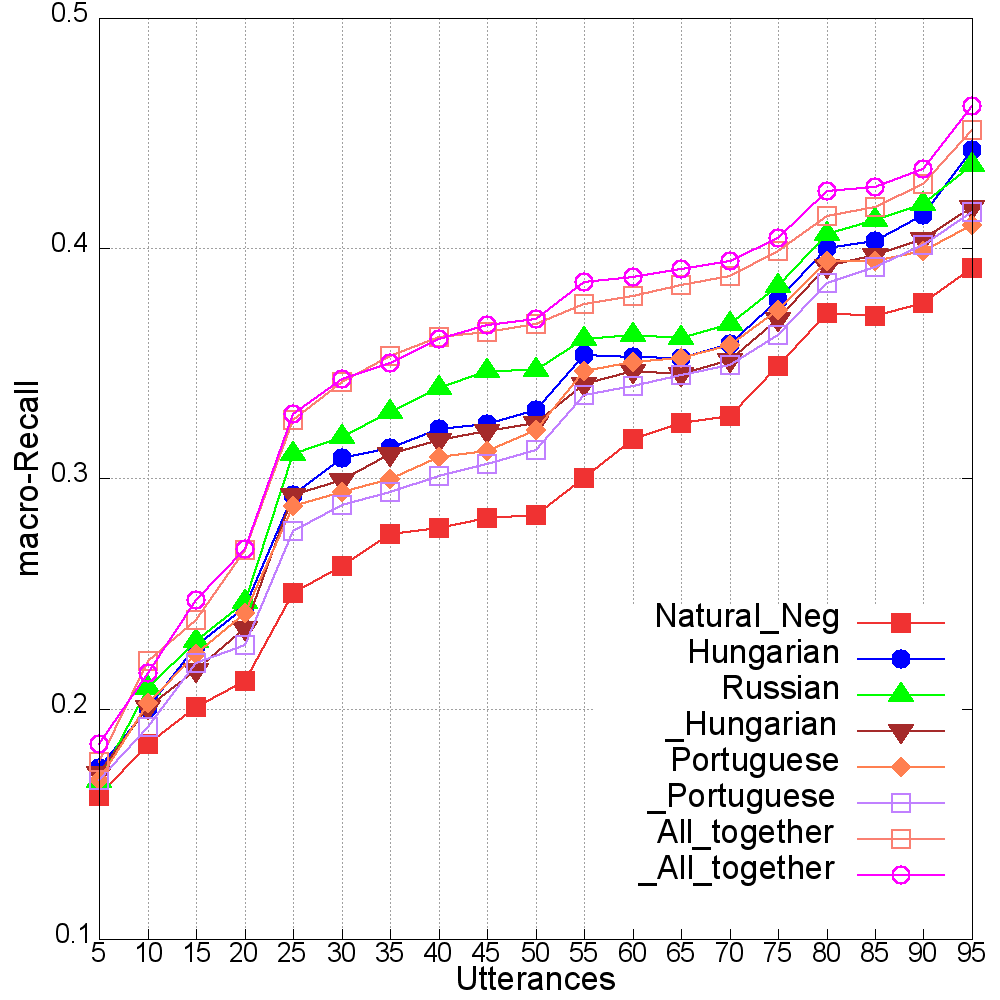 0.5
0.4
0.3
0.2
0.1
macro-Recall
Natural_Neg
Hungarian
Russian
_Hungarian
Portuguese
_Portuguese
All_together
_All_together
5 10 15 20 25 30 35 40 45 50 55 60 65 70 75 80 85 90 95
Utterances